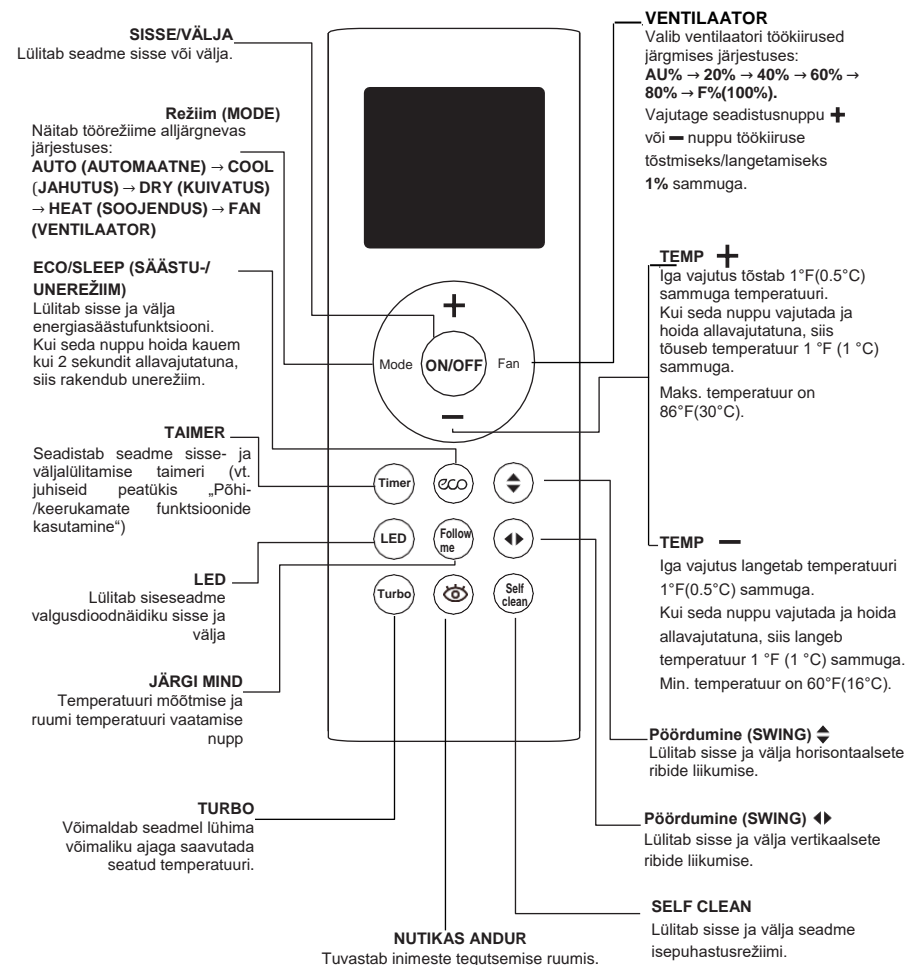 SISSE/VÄLJA
Lülitab seadme sisse või välja.
Režiim (MODE)
Näitab töörežiime alljärgnevas
järjestuses:
AUTO (AUTOMAATNE) → COOL
(JAHUTUS) → DRY (KUIVATUS)
→ HEAT (SOOJENDUS) → FAN
(VENTILAATOR)
ECO/SLEEP (SÄÄSTU-/
UNEREŽIIM)
Lülitab sisse ja välja
energiasäästufunktsiooni.
Kui seda nuppu hoida kauem
kui 2 sekundit allavajutatuna,
siis rakendub unerežiim.
TAIMER
Seadistab seadme sisse- ja
väljalülitamise taimeri (vt.
juhiseid peatükis „Põhi-
/keerukamate funktsioonide
kasutamine“)
LED
Lülitab siseseadme
valgusdioodnäidiku sisse ja
välja
JÄRGI MIND
Temperatuuri mõõtmise ja
ruumi temperatuuri vaatamise
nupp
TURBO
Võimaldab seadmel lühima
võimaliku ajaga saavutada
seatud temperatuuri.
+
Mode ON/OFF Fan
−
Timer eco
LED Follow
me
Turbo Self
clean
NUTIKAS ANDUR
Tuvastab inimeste tegutsemise ruumis.
VENTILAATOR
Valib ventilaatori töökiirused
järgmises järjestuses:
AU% → 20% → 40% → 60% →
80% → F%(100%).
Vajutage seadistusnuppu +
või − nuppu töökiiruse
tõstmiseks/langetamiseks
1% sammuga.
TEMP +
Iga vajutus tõstab 1°F(0.5°C)
sammuga temperatuuri.
Kui seda nuppu vajutada ja
hoida allavajutatuna, siis
tõuseb temperatuur 1 °F (1 °C)
sammuga.
Maks. temperatuur on
86°F(30°C).
TEMP −
Iga vajutus langetab temperatuuri
1°F(0.5°C) sammuga.
Kui seda nuppu vajutada ja hoida
allavajutatuna, siis langeb
temperatuur 1 °F (1 °C) sammuga.
Min. temperatuur on 60°F(16°C).
Pöördumine (SWING)
Lülitab sisse ja välja horisontaalsete
ribide liikumise.
Pöördumine (SWING)
Lülitab sisse ja välja vertikaalsete
ribide liikumise.
SELF CLEAN
Lülitab sisse ja välja seadme
isepuhastusrežiimi.